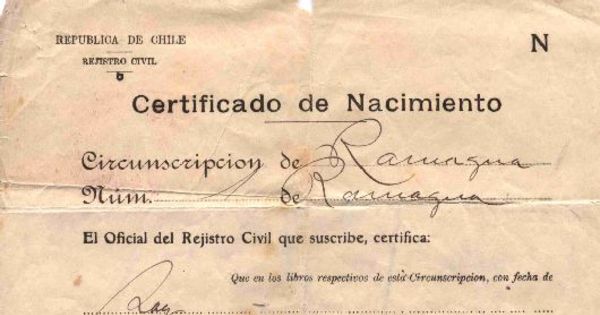 REPUBLICA DE CHILE
N
REJISTRO CIVIL
Certificado de Nacimiento
Circunscripcion de Rancagua
Núm. 1 de Rancagua
El Oficial del Rejistro Civil que suscribe, certifica:
Que en los libros respectivos de esta Circunscripcion, con fecha de